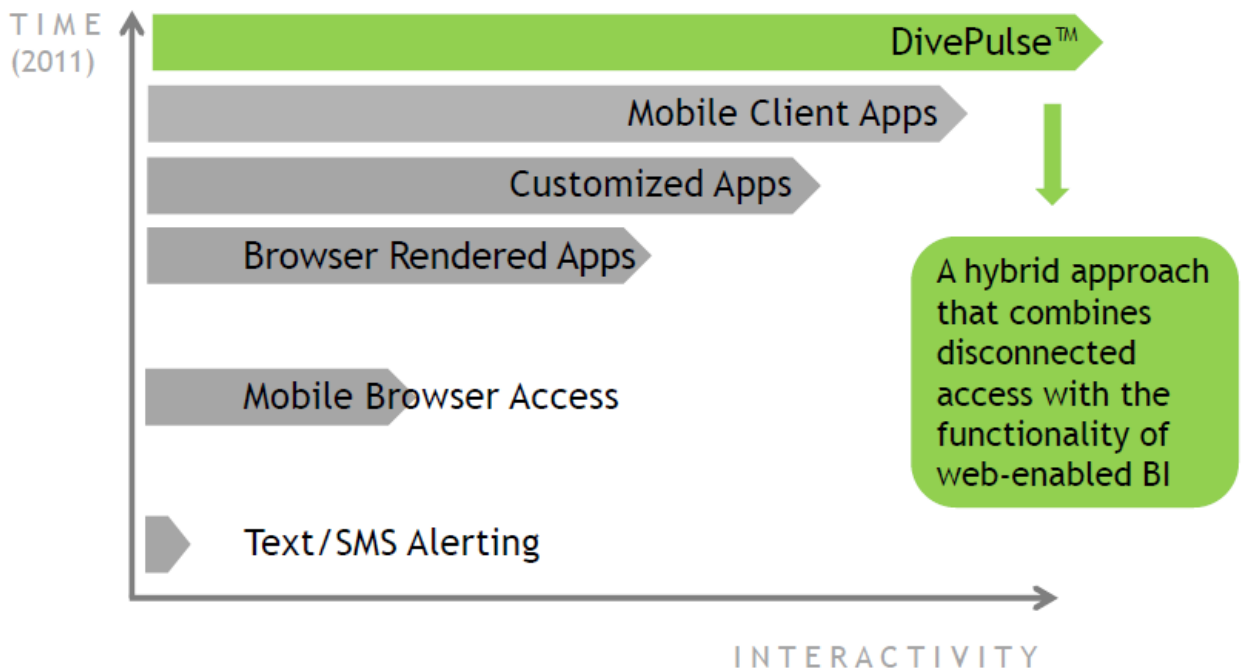 TIME
(2011)
DivePulse™
Mobile Client Apps
Customized Apps
Browser Rendered Apps
A hybrid approach
that combines
disconnected
access with the
functionality of
web-enabled BI
Mobile Browser Access
Text/SMS Alerting
INTERACTIVITY